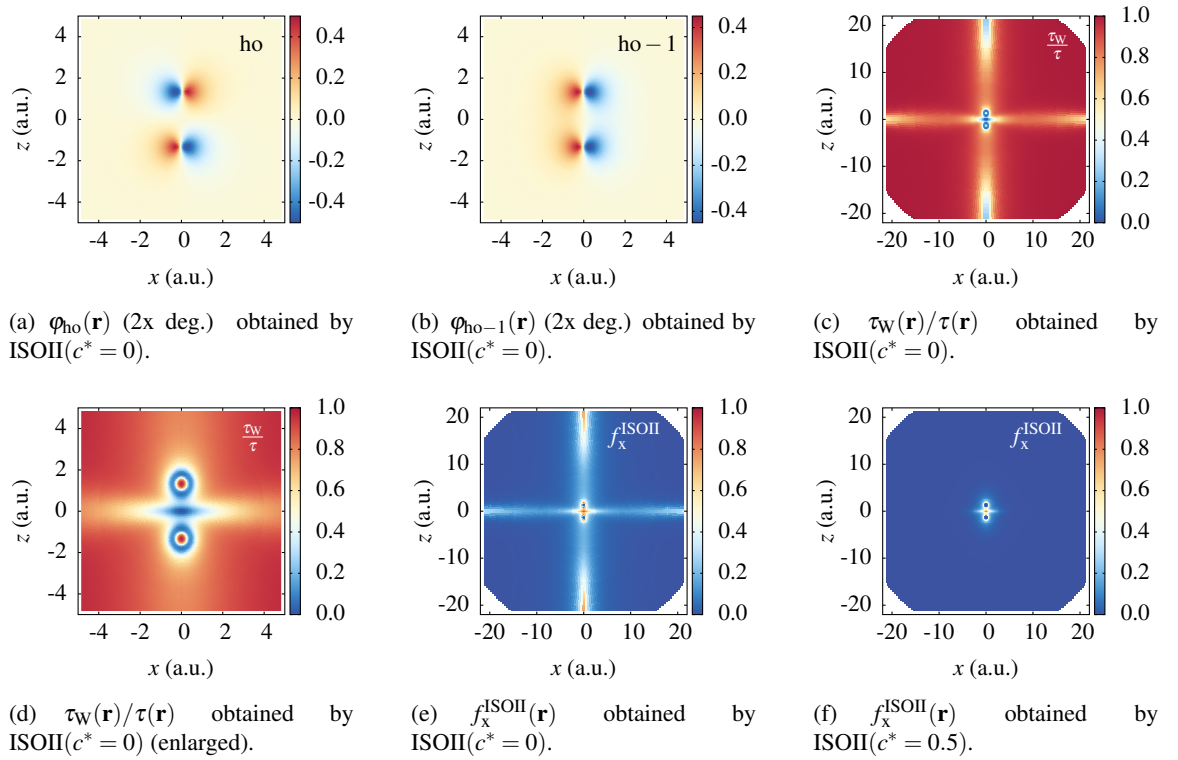 ho
4
2
0
-2
-4
z (a.u.)
-4 -2 0 2 4
x (a.u.)
0.4
0.2
0.0
-0.2
-0.4
ho − 1
4
2
0
-2
-4
z (a.u.)
-4 -2 0 2 4
x (a.u.)
0.4
0.2
0.0
-0.2
-0.4
τ_W/τ
20
10
0
-10
-20
z (a.u.)
-20 -10 0 10 20
x (a.u.)
1.0
0.8
0.6
0.4
0.2
0.0
(a) φ_ho(r) (2x deg.) obtained by
ISOII(c* = 0).
(b) φ_ho−1(r) (2x deg.) obtained by
ISOII(c* = 0).
(c) τ_W(r)/τ(r) obtained by
ISOII(c* = 0).
τ_W/τ
4
2
0
-2
-4
z (a.u.)
-4 -2 0 2 4
x (a.u.)
1.0
0.8
0.6
0.4
0.2
0.0
f_x^ISOII
20
10
0
-10
-20
z (a.u.)
-20 -10 0 10 20
x (a.u.)
1.0
0.8
0.6
0.4
0.2
0.0
f_x^ISOII
20
10
0
-10
-20
z (a.u.)
-20 -10 0 10 20
x (a.u.)
1.0
0.8
0.6
0.4
0.2
0.0
(d) τ_W(r)/τ(r) obtained by
ISOII(c* = 0) (enlarged).
(e) f_x^ISOII(r) obtained by
ISOII(c* = 0).
(f) f_x^ISOII(r) obtained by
ISOII(c* = 0.5).